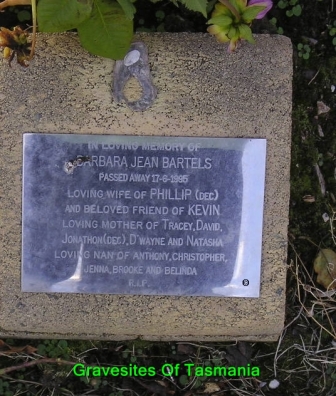 IN LOVING MEMORY OF
BARBARA JEAN BARTELS
PASSED AWAY 17-6-1995
LOVING WIFE OF PHILLIP (DEC)
AND BELOVED FRIEND OF KEVIN
LOVING MOTHER OF TRACEY, DAVID,
JONATHON (DEC), D'WAYNE AND NATASHA
LOVING NAN OF ANTHONY, CHRISTOPHER,
JENNA, BROOKE AND BELINDA
R.I.P.
Gravesites Of Tasmania